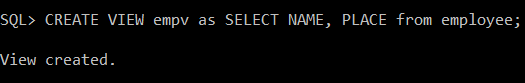 SQL> CREATE VIEW empv as SELECT NAME, PLACE from employee;
View created.